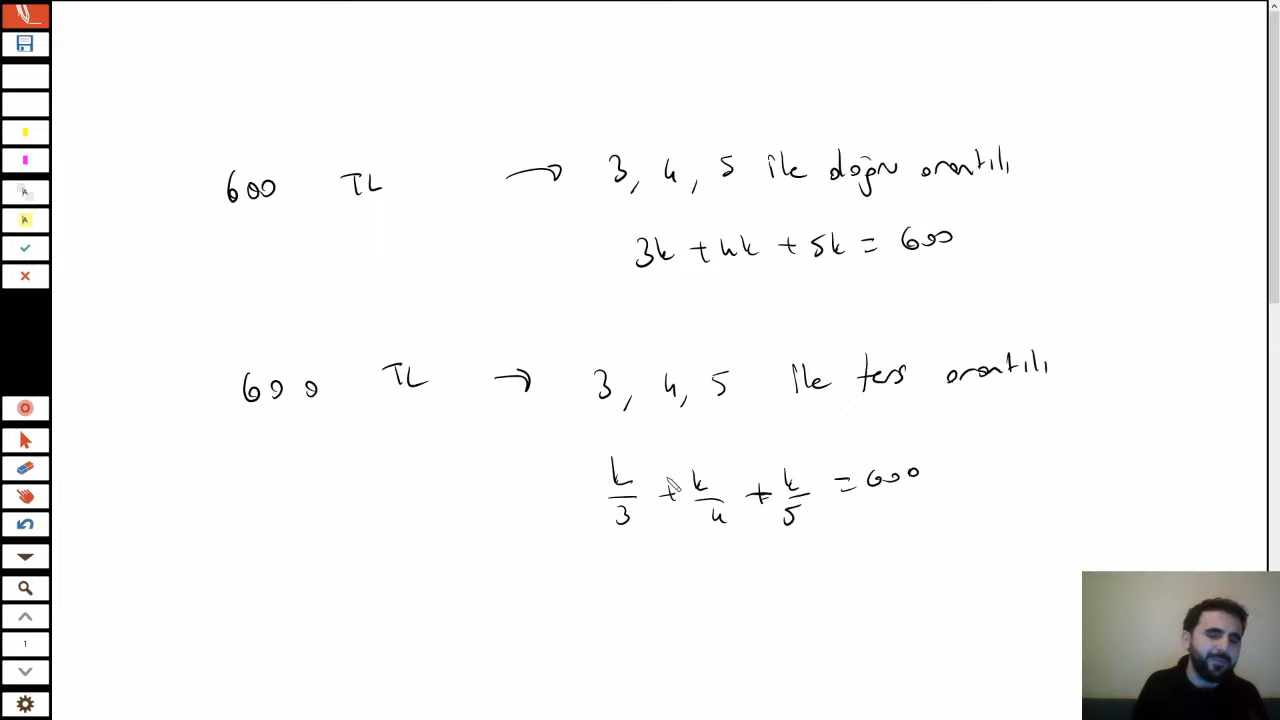 600 TL → 3, 4, 5 ile doğru orantılı
3k + 4k + 5k = 600
600 TL → 3, 4, 5 ile ters orantılı
k/3 + k/4 + k/5 = 600
A
A
1